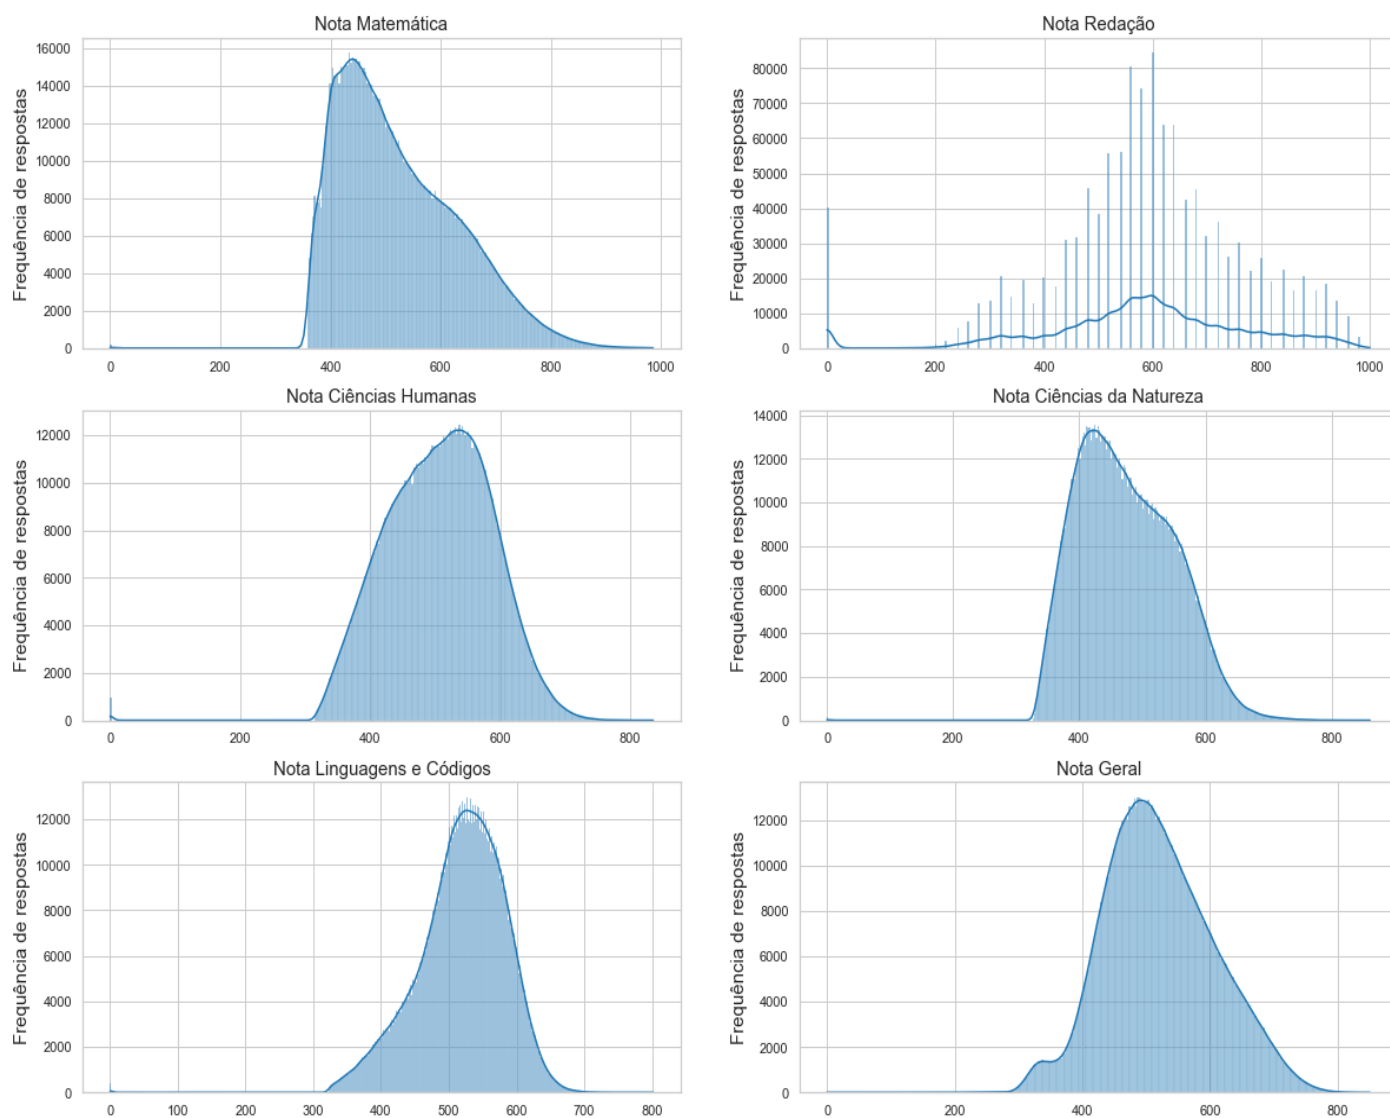 Nota Matemática
Frequência de respostas
16000
14000
12000
10000
8000
6000
4000
2000
0
0 200 400 600 800 1000
Nota Redação
Frequência de respostas
80000
70000
60000
50000
40000
30000
20000
10000
0
0 200 400 600 800 1000
Nota Ciências Humanas
Frequência de respostas
12000
10000
8000
6000
4000
2000
0
0 200 400 600 800
Nota Ciências da Natureza
Frequência de respostas
14000
12000
10000
8000
6000
4000
2000
0
0 200 400 600 800
Nota Linguagens e Códigos
Frequência de respostas
12000
10000
8000
6000
4000
2000
0
0 100 200 300 400 500 600 700 800
Nota Geral
Frequência de respostas
12000
10000
8000
6000
4000
2000
0
0 200 400 600 800